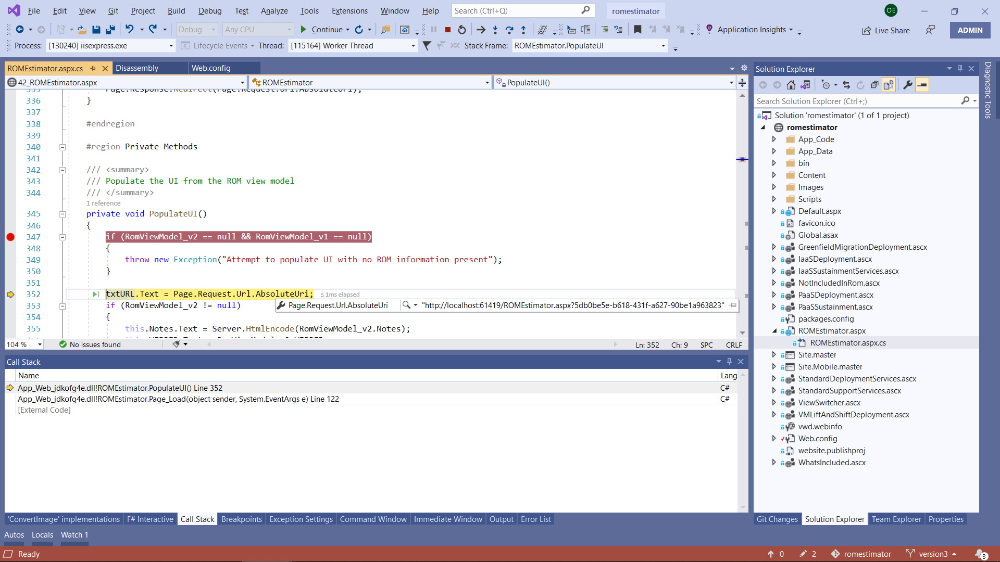 File Edit View Git Project Build Debug Test Analyze Tools Extensions Window Help Search (Ctrl+Q) romestimator OE
Debug Any CPU Continue Application Insights Live Share ADMIN
Process: [130240] iisexpress.exe Lifecycle Events Thread: [115164] Worker Thread Stack Frame: ROMEstimator.PopulateUI
ROMEstimator.aspx.cs Disassembly Web.config
42_ROMEstimator.aspx ROMEstimator PopulateUI()
335 Page.Response.Redirect(Page.Request.Url.AbsoluteUri);
336 }
337
338 #endregion
339
340 #region Private Methods
341
342 /// <summary>
343 /// Populate the UI from the ROM view model
344 /// </summary>
1 reference
345 private void PopulateUI()
346 {
347 if (RomViewModel_v2 == null && RomViewModel_v1 == null)
348 {
349 throw new Exception("Attempt to populate UI with no ROM information present");
350 }
351
352 txtURL.Text = Page.Request.Url.AbsoluteUri; ≤ 1ms elapsed
353 if (RomViewModel_v2 != null)
Page.Request.Url.AbsoluteUri "http://localhost:61419/ROMEstimator.aspx?5db0be5e-b618-431f-a627-90be1a963823"
354 {
355 this.Notes.Text = Server.HtmlEncode(RomViewModel_v2.Notes);
104 % No issues found Ln: 352 Ch: 9 SPC CRLF
Call Stack
Name Lang
App_Web_jdkofg4e.dll!ROMEstimator.PopulateUI() Line 352 C#
App_Web_jdkofg4e.dll!ROMEstimator.Page_Load(object sender, System.EventArgs e) Line 122 C#
[External Code]
'ConvertImage' implementations F# Interactive Call Stack Breakpoints Exception Settings Command Window Immediate Window Output Error List
Autos Locals Watch 1
Solution Explorer
Search Solution Explorer (Ctrl+;)
Solution 'romestimator' (1 of 1 project)
romestimator
App_Code
App_Data
bin
Content
Images
Scripts
Default.aspx
favicon.ico
Global.asax
GreenfieldMigrationDeployment.ascx
IaaSDeployment.ascx
IaaSSustainmentServices.ascx
NotIncludedInRom.ascx
PaaSDeployment.ascx
PaaSSustainment.ascx
packages.config
ROMEstimator.aspx
ROMEstimator.aspx.cs
Site.master
Site.Mobile.master
StandardDeploymentServices.ascx
StandardSupportServices.ascx
ViewSwitcher.ascx
VMLiftAndShiftDeployment.ascx
vwd.webinfo
Web.config
website.publishproj
WhatsIncluded.ascx
Git Changes Solution Explorer Team Explorer Properties
Diagnostic Tools
Ready 0 2 romestimator version3 3